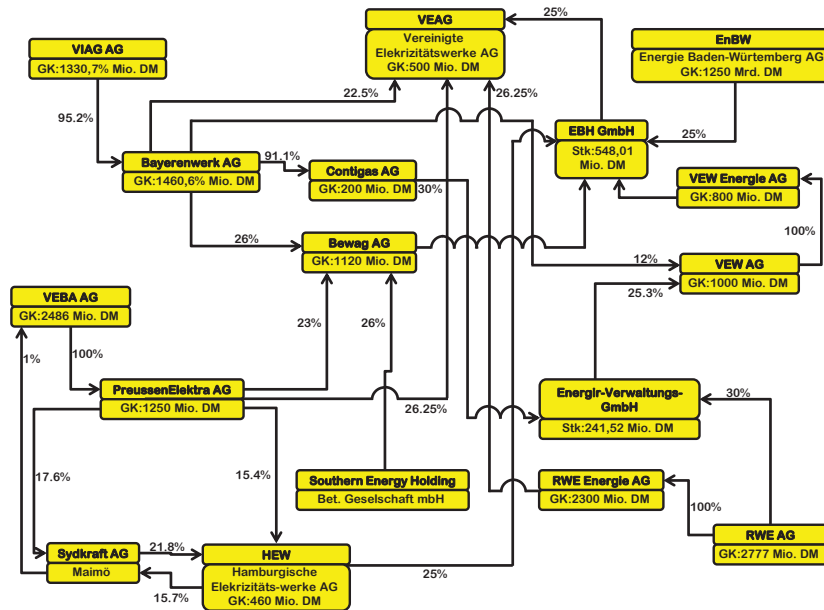 VEAG
Vereinigte
Elekrizitätswerke AG
GK:500 Mio. DM
25%
EnBW
Energie Baden-Würtemberg AG
GK:1250 Mrd. DM
VIAG AG
GK:1330,7% Mio. DM
22.5%
26.25%
95.2%
25%
EBH GmbH
Stk:548,01
Mio. DM
Bayerenwerk AG
GK:1460,6% Mio. DM
91.1%
Contigas AG
GK:200 Mio. DM
30%
VEW Energie AG
GK:800 Mio. DM
100%
26%
Bewag AG
GK:1120 Mio. DM
12%
VEW AG
GK:1000 Mio. DM
25.3%
VEBA AG
GK:2486 Mio. DM
23%
26%
1%
100%
PreussenElektra AG
GK:1250 Mio. DM
26.25%
Energir-Verwaltungs-
GmbH
Stk:241,52 Mio. DM
30%
17.6%
15.4%
Southern Energy Holding
Bet. Geselschaft mbH
RWE Energie AG
GK:2300 Mio. DM
100%
RWE AG
GK:2777 Mio. DM
Sydkraft AG
Maimö
21.8%
15.7%
HEW
Hamburgische
Elekrizitäts-werke AG
GK:460 Mio. DM
25%